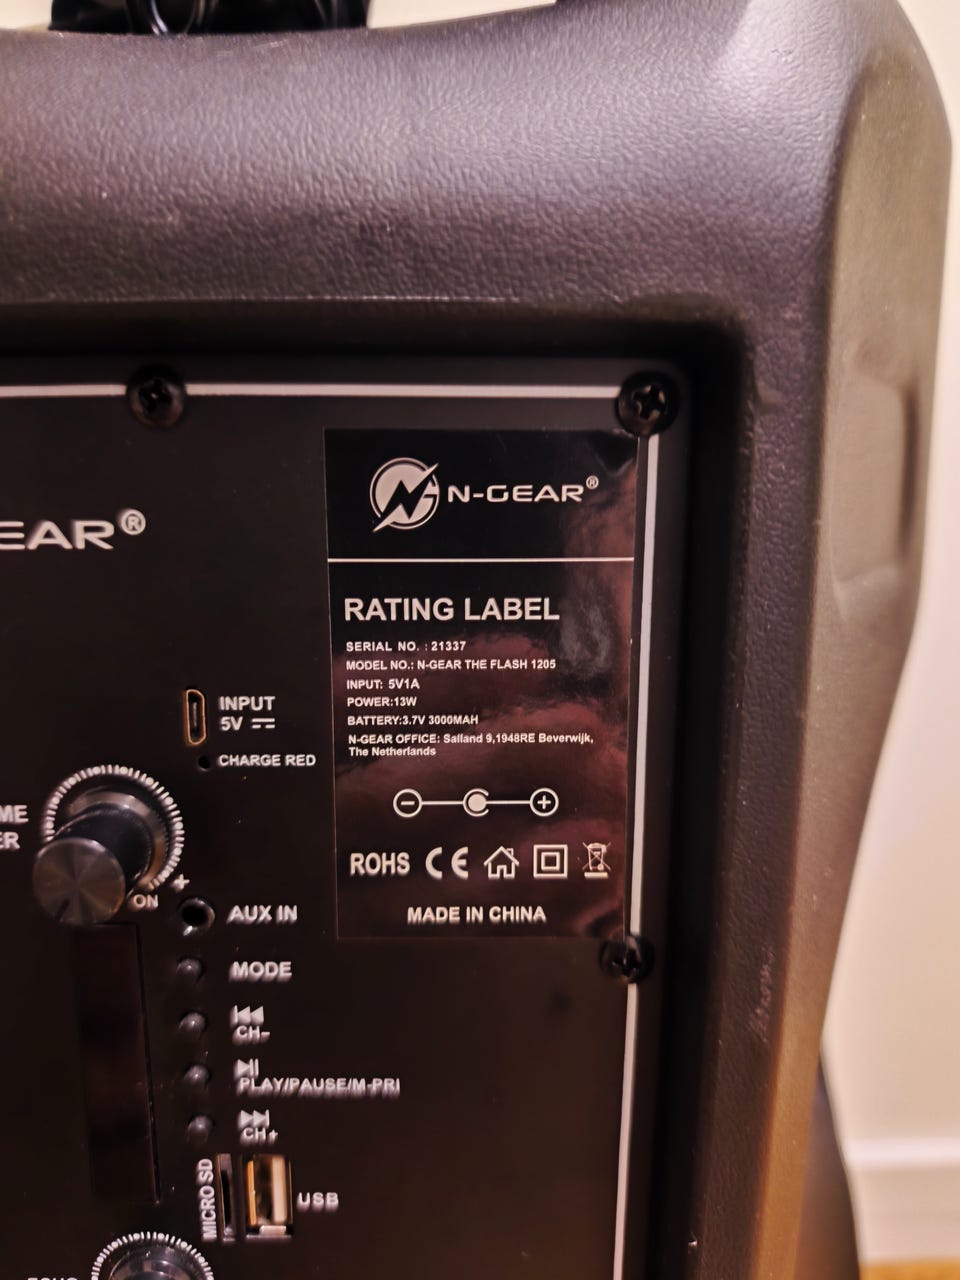 N-GEAR®
EAR®
RATING LABEL
SERIAL NO. : 21337
MODEL NO.: N-GEAR THE FLASH 1205
INPUT: 5V1A
POWER:13W
BATTERY:3.7V 3000MAH
N-GEAR OFFICE: Salland 9,1948RE Beverwijk,
The Netherlands
ROHS CE
MADE IN CHINA
INPUT
5V
CHARGE RED
ON
AUX IN
MODE
CH-
PLAY/PAUSE/M-PRI
CH+
MICRO SD
USB